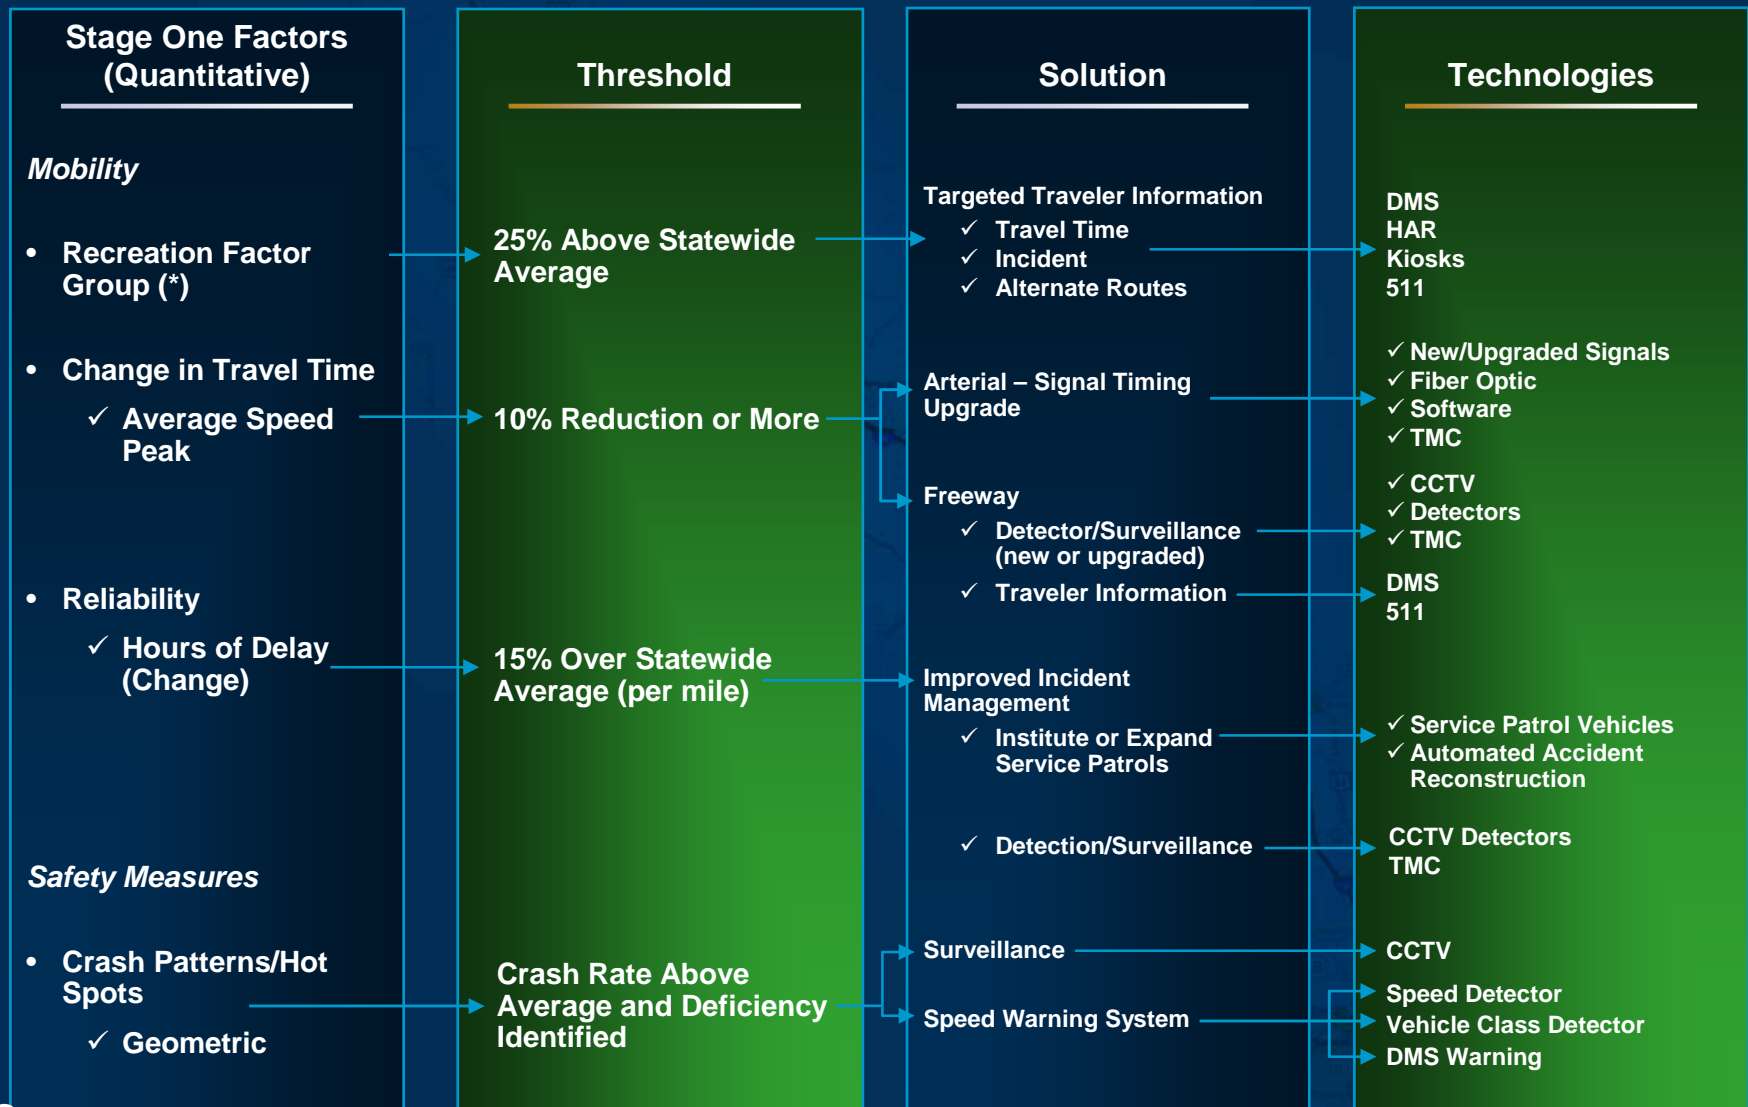 Stage One Factors
(Quantitative)
Mobility
• Recreation Factor
Group (*)
• Change in Travel Time
✓ Average Speed
Peak
• Reliability
✓ Hours of Delay
(Change)
Safety Measures
• Crash Patterns/Hot
Spots
✓ Geometric
Threshold
25% Above Statewide
Average
10% Reduction or More
15% Over Statewide
Average (per mile)
Crash Rate Above
Average and Deficiency
Identified
Solution
Targeted Traveler Information
✓ Travel Time
✓ Incident
✓ Alternate Routes
Arterial – Signal Timing
Upgrade
Freeway
✓ Detector/Surveillance
(new or upgraded)
✓ Traveler Information
Improved Incident
Management
✓ Institute or Expand
Service Patrols
✓ Detection/Surveillance
Surveillance
Speed Warning System
Technologies
DMS
HAR
Kiosks
511
✓ New/Upgraded Signals
✓ Fiber Optic
✓ Software
✓ TMC
✓ CCTV
✓ Detectors
✓ TMC
DMS
511
✓ Service Patrol Vehicles
✓ Automated Accident
Reconstruction
CCTV Detectors
TMC
CCTV
Speed Detector
Vehicle Class Detector
DMS Warning